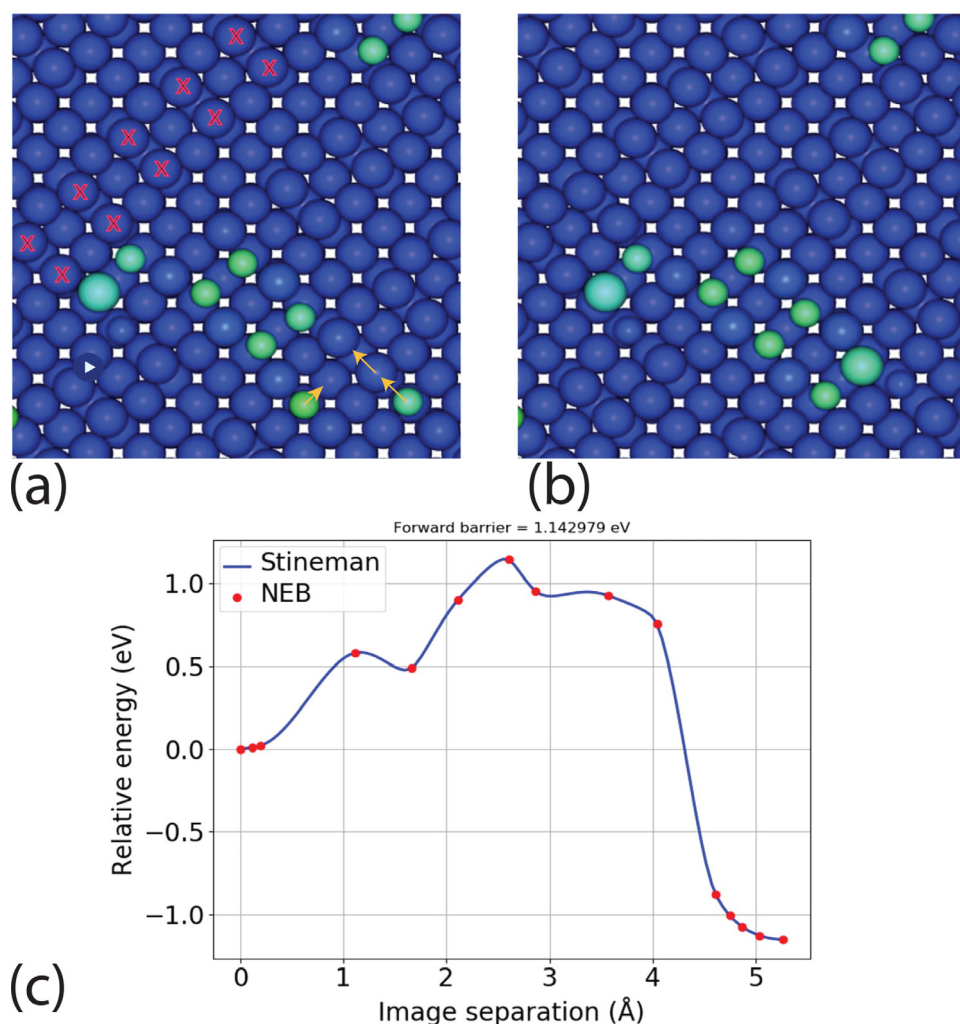 X
X
X
X
X
X
X
X
X
X
(a)
(b)
Forward barrier = 1.142979 eV
Stineman
NEB
1.0
0.5
0.0
−0.5
−1.0
Relative energy (eV)
0 1 2 3 4 5
Image separation (Å)
(c)